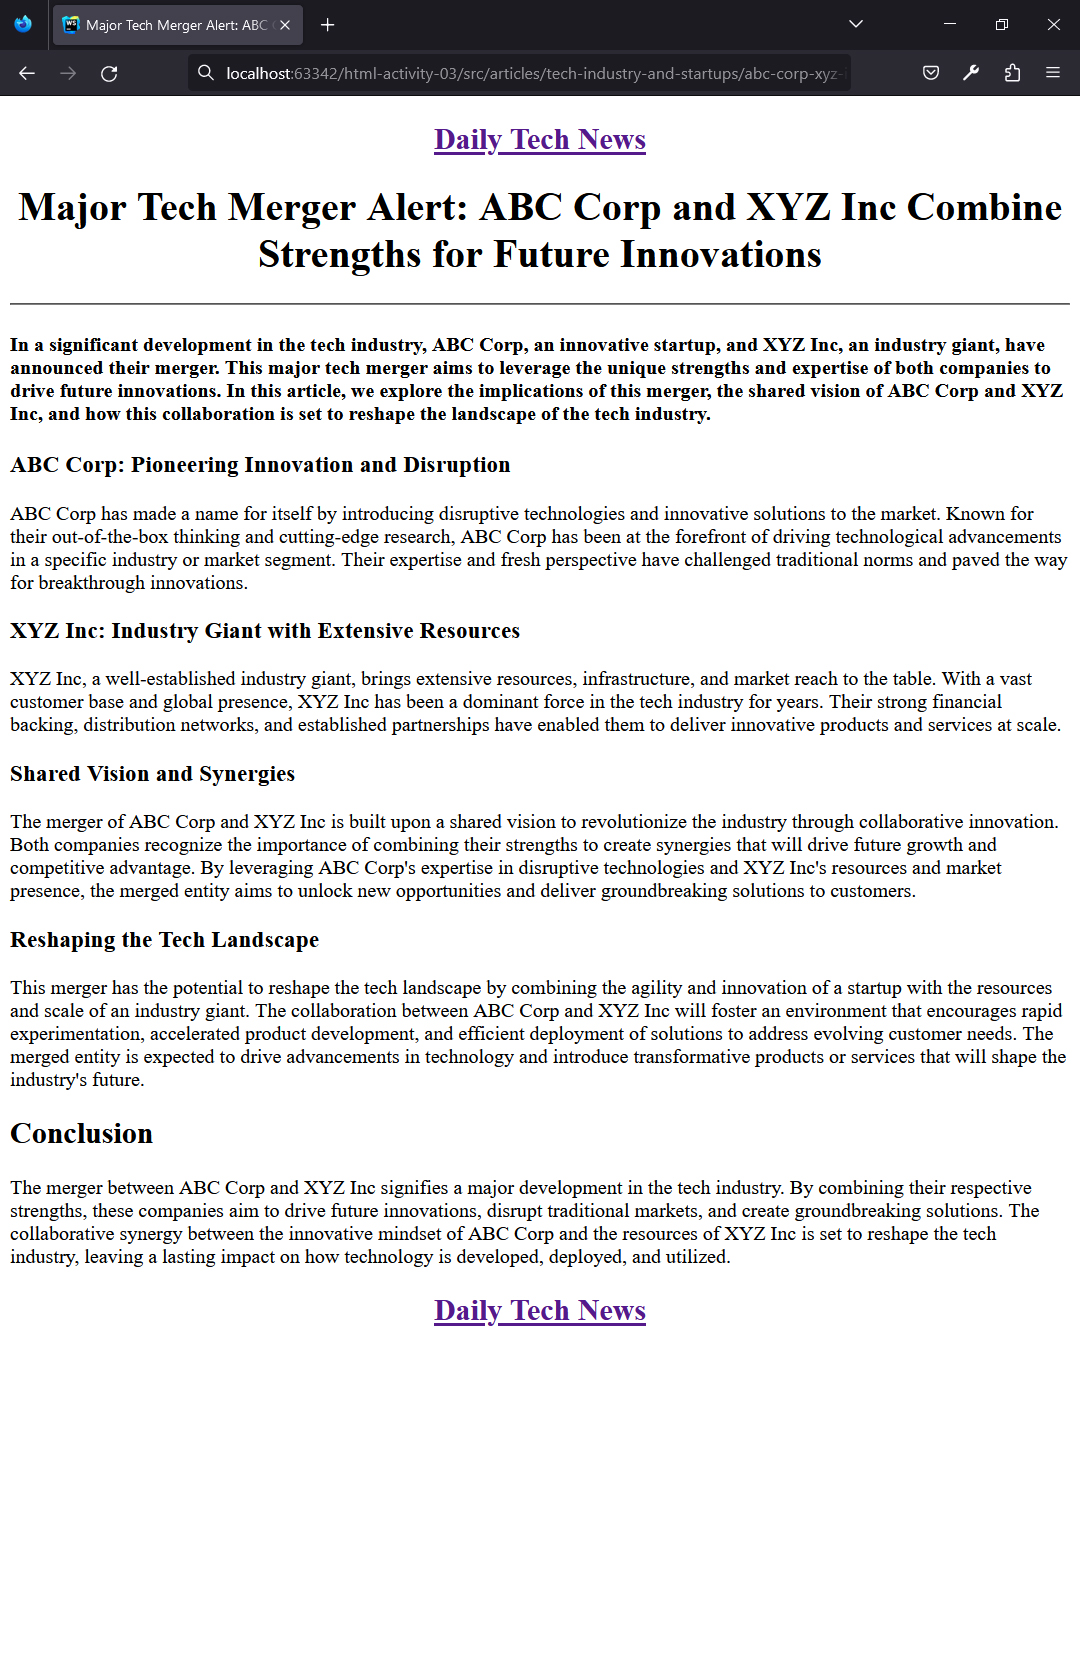 Major Tech Merger Alert: ABC
localhost:63342/html-activity-03/src/articles/tech-industry-and-startups/abc-corp-xyz-
Daily Tech News
Major Tech Merger Alert: ABC Corp and XYZ Inc Combine
Strengths for Future Innovations
In a significant development in the tech industry, ABC Corp, an innovative startup, and XYZ Inc, an industry giant, have
announced their merger. This major tech merger aims to leverage the unique strengths and expertise of both companies to
drive future innovations. In this article, we explore the implications of this merger, the shared vision of ABC Corp and XYZ
Inc, and how this collaboration is set to reshape the landscape of the tech industry.
ABC Corp: Pioneering Innovation and Disruption
ABC Corp has made a name for itself by introducing disruptive technologies and innovative solutions to the market. Known for
their out-of-the-box thinking and cutting-edge research, ABC Corp has been at the forefront of driving technological advancements
in a specific industry or market segment. Their expertise and fresh perspective have challenged traditional norms and paved the way
for breakthrough innovations.
XYZ Inc: Industry Giant with Extensive Resources
XYZ Inc, a well-established industry giant, brings extensive resources, infrastructure, and market reach to the table. With a vast
customer base and global presence, XYZ Inc has been a dominant force in the tech industry for years. Their strong financial
backing, distribution networks, and established partnerships have enabled them to deliver innovative products and services at scale.
Shared Vision and Synergies
The merger of ABC Corp and XYZ Inc is built upon a shared vision to revolutionize the industry through collaborative innovation.
Both companies recognize the importance of combining their strengths to create synergies that will drive future growth and
competitive advantage. By leveraging ABC Corp's expertise in disruptive technologies and XYZ Inc's resources and market
presence, the merged entity aims to unlock new opportunities and deliver groundbreaking solutions to customers.
Reshaping the Tech Landscape
This merger has the potential to reshape the tech landscape by combining the agility and innovation of a startup with the resources
and scale of an industry giant. The collaboration between ABC Corp and XYZ Inc will foster an environment that encourages rapid
experimentation, accelerated product development, and efficient deployment of solutions to address evolving customer needs. The
merged entity is expected to drive advancements in technology and introduce transformative products or services that will shape the
industry's future.
Conclusion
The merger between ABC Corp and XYZ Inc signifies a major development in the tech industry. By combining their respective
strengths, these companies aim to drive future innovations, disrupt traditional markets, and create groundbreaking solutions. The
collaborative synergy between the innovative mindset of ABC Corp and the resources of XYZ Inc is set to reshape the tech
industry, leaving a lasting impact on how technology is developed, deployed, and utilized.
Daily Tech News